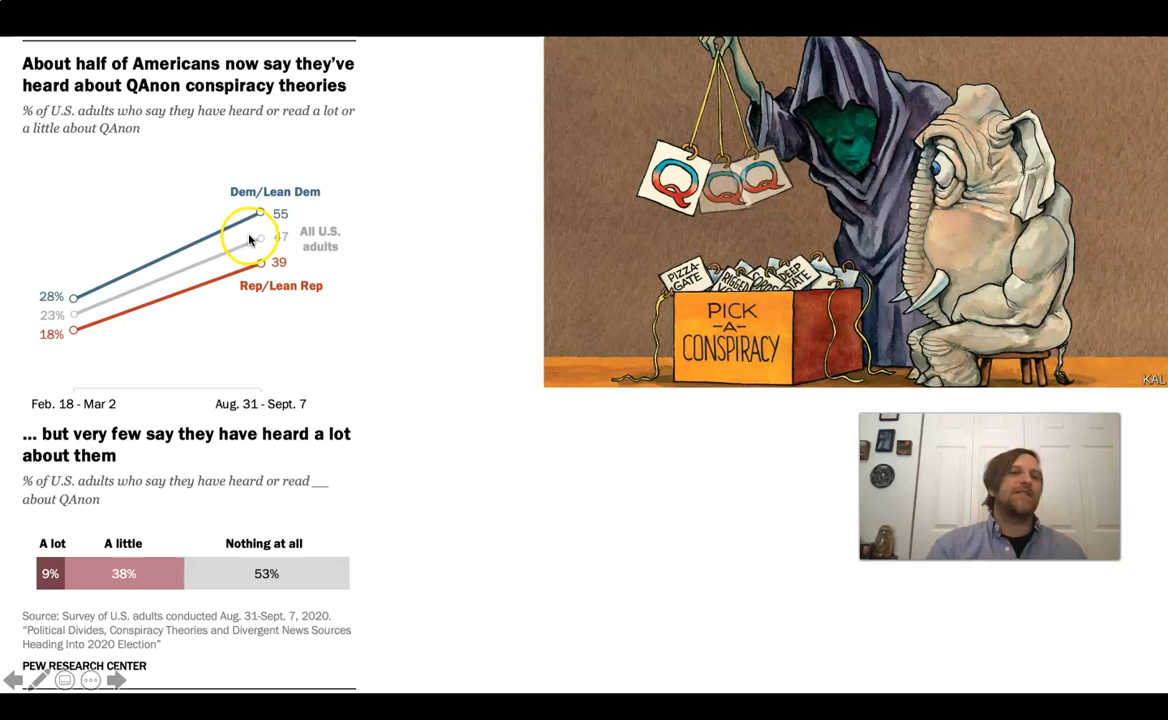 About half of Americans now say they've
heard about QAnon conspiracy theories
% of U.S. adults who say they have heard or read a lot or
a little about QAnon
Dem/Lean Dem
55
47
All U.S.
adults
39
Rep/Lean Rep
28%
23%
18%
Feb. 18 - Mar 2
Aug. 31 - Sept. 7
... but very few say they have heard a lot
about them
% of U.S. adults who say they have heard or read __
about QAnon
A lot
A little
Nothing at all
9%
38%
53%
Source: Survey of U.S. adults conducted Aug. 31-Sept. 7, 2020.
"Political Divides, Conspiracy Theories and Divergent News Sources
Heading Into 2020 Election"
PEW RESEARCH CENTER
Q
Q
Q
PIZZA-
GATE
DEEP
STATE
PICK
-A-
CONSPIRACY
KAL